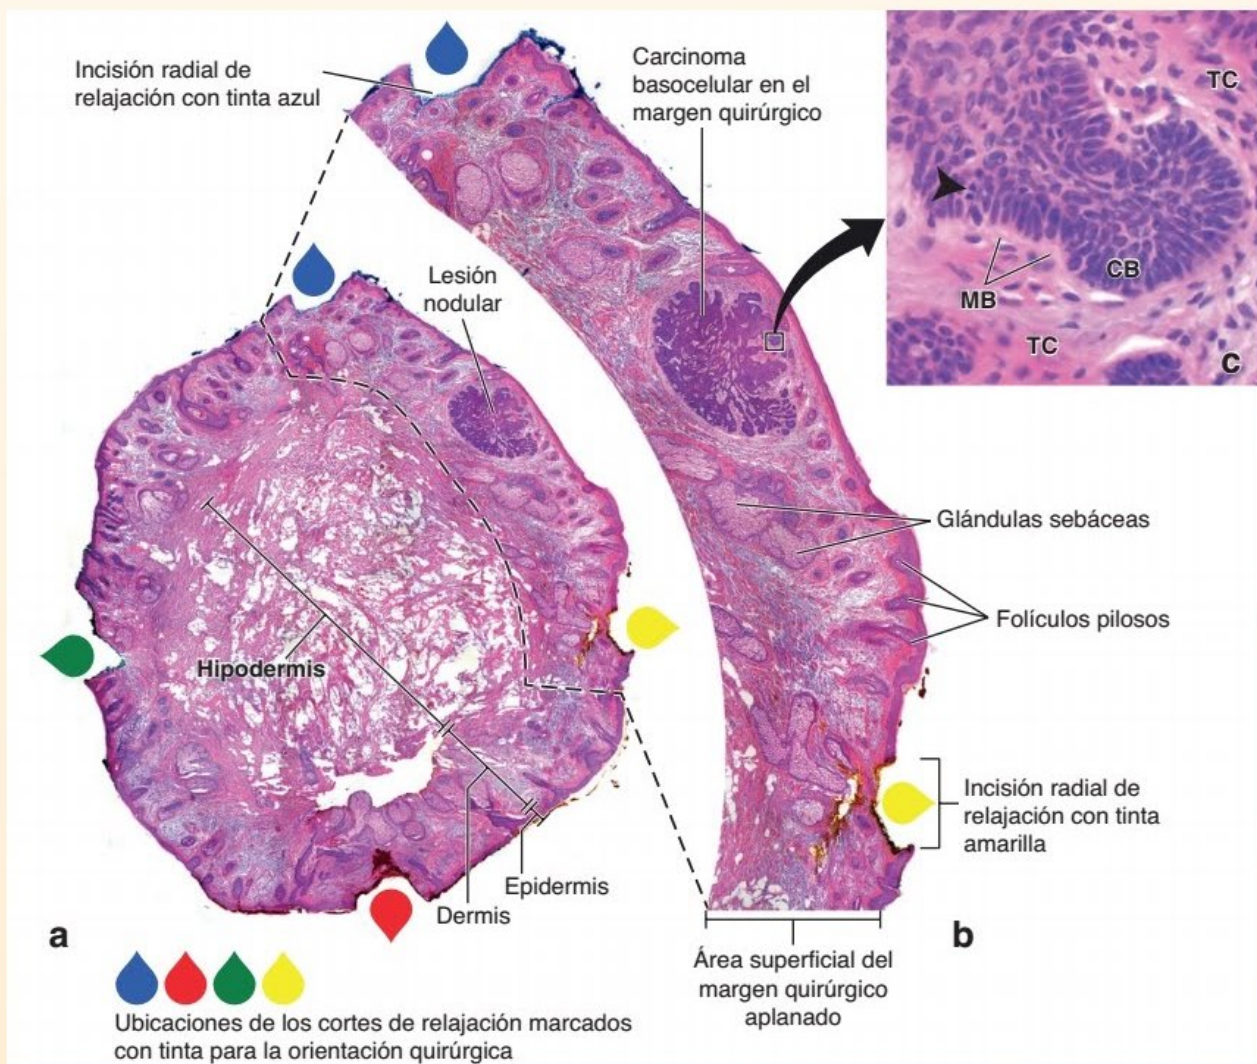 Incisión radial de
relajación con tinta azul
Carcinoma
basocelular en el
margen quirúrgico
TC
MB
CB
TC
c
Lesión
nodular
Glándulas sebáceas
Folículos pilosos
Hipodermis
Incisión radial de
relajación con tinta
amarilla
Epidermis
Dermis
a
b
Área superficial del
margen quirúrgico
aplanado
Ubicaciones de los cortes de relajación marcados
con tinta para la orientación quirúrgica